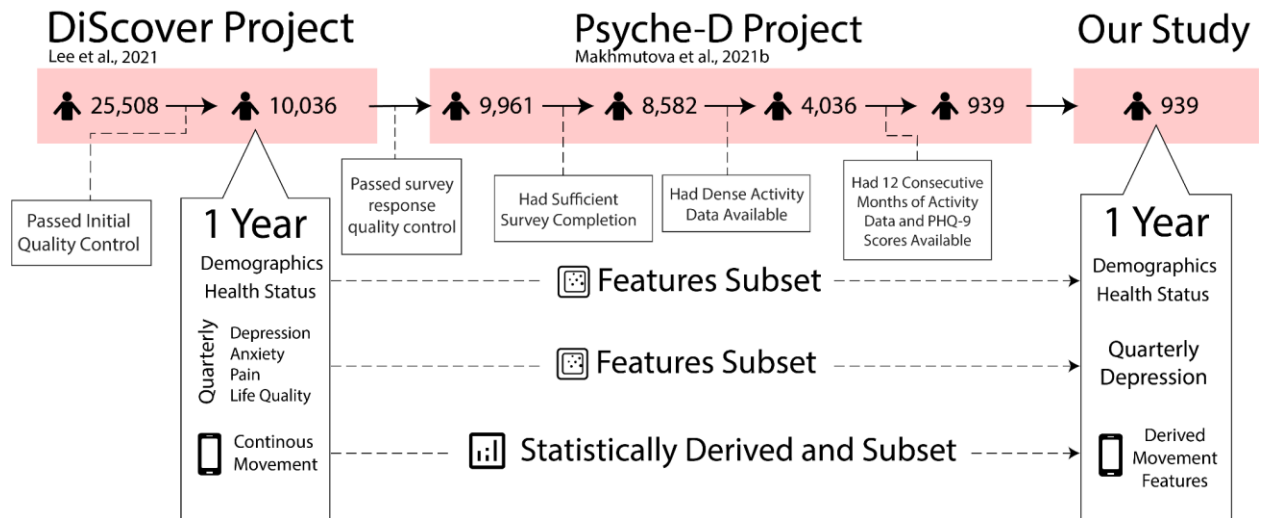 DiScover Project
Lee et al., 2021
25,508
10,036
Passed Initial
Quality Control
Passed survey
response
quality control
Psyche-D Project
Makhmutova et al., 2021b
9,961
8,582
4,036
939
Had Sufficient
Survey Completion
Had Dense Activity
Data Available
Had 12 Consecutive
Months of Activity
Data and PHQ-9
Scores Available
Our Study
939
1 Year
Demographics
Health Status
Quarterly
Depression
Anxiety
Pain
Life Quality
Continous
Movement
Features Subset
Features Subset
Statistically Derived and Subset
1 Year
Demographics
Health Status
Quarterly
Depression
Derived
Movement
Features